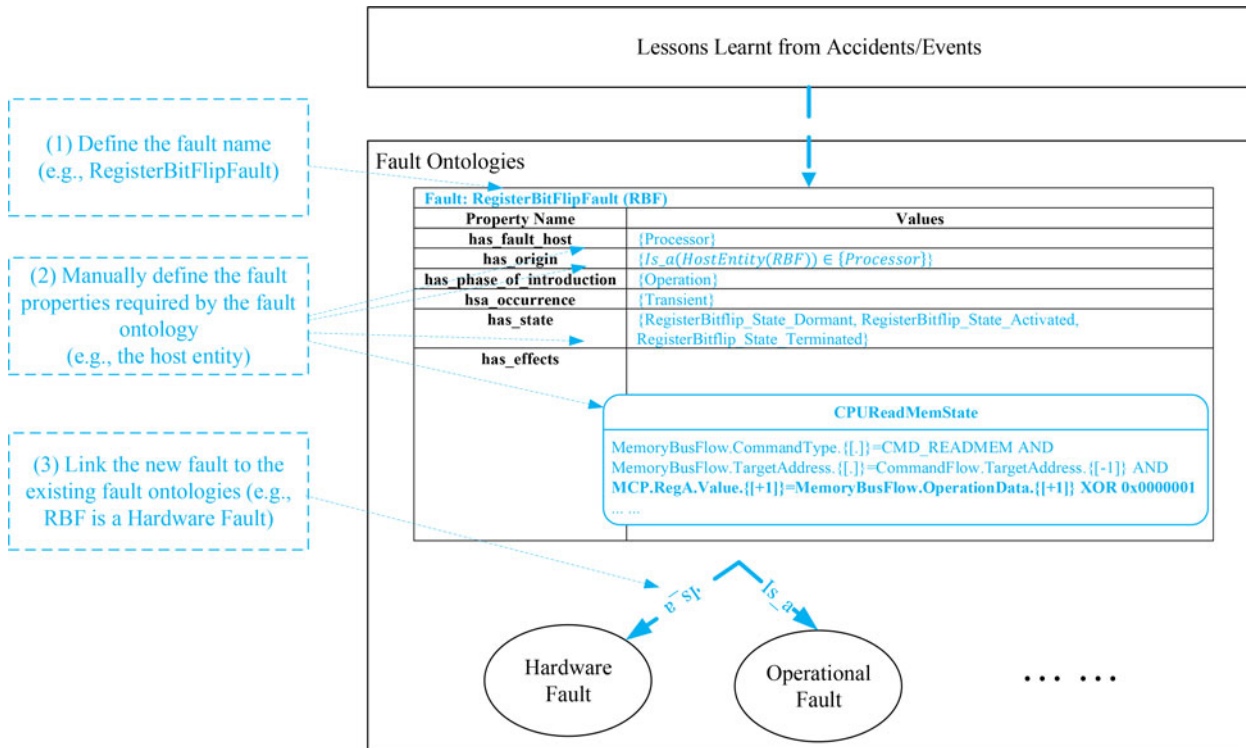 Lessons Learnt from Accidents/Events
(1) Define the fault name
(e.g., RegisterBitFlipFault)
(2) Manually define the fault
properties required by the fault
ontology
(e.g., the host entity)
(3) Link the new fault to the
existing fault ontologies (e.g.,
RBF is a Hardware Fault)
Fault Ontologies
Fault: RegisterBitFlipFault (RBF)
Property Name Values
has_fault_host {Processor}
has_origin {Is_a(HostEntity(RBF)) ∈ {Processor}}
has_phase_of_introduction {Operation}
hsa_occurrence {Transient}
has_state {RegisterBitflip_State_Dormant, RegisterBitflip_State_Activated,
RegisterBitflip_State_Terminated}
has_effects
CPUReadMemState
MemoryBusFlow.CommandType.{[.]}=CMD_READMEM AND
MemoryBusFlow.TargetAddress.{[.]}=CommandFlow.TargetAddress.{[-1]} AND
MCP.RegA.Value.{[+1]}=MemoryBusFlow.OperationData.{[+1]} XOR 0x0000001
... ...
Is_a
Is_a
Hardware
Fault
Operational
Fault
... ...